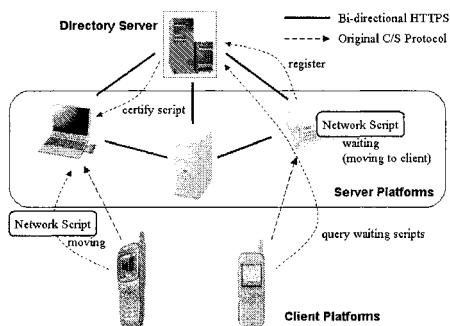 Directory Server
Bi-directional HTTPS
Original C/S Protocol
register
certify script
Network Script
waiting
(moving to client)
Server Platforms
Network Script
moving
query waiting scripts
Client Platforms